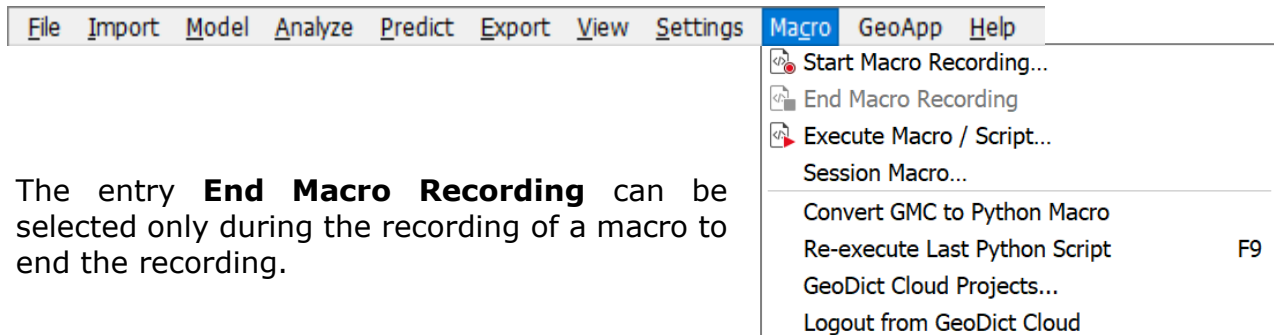 File Import Model Analyze Predict Export View Settings Macro GeoApp Help
Start Macro Recording...
End Macro Recording
Execute Macro / Script...
Session Macro...
Convert GMC to Python Macro
Re-execute Last Python Script F9
GeoDict Cloud Projects...
Logout from GeoDict Cloud
The entry End Macro Recording can be
selected only during the recording of a macro to
end the recording.